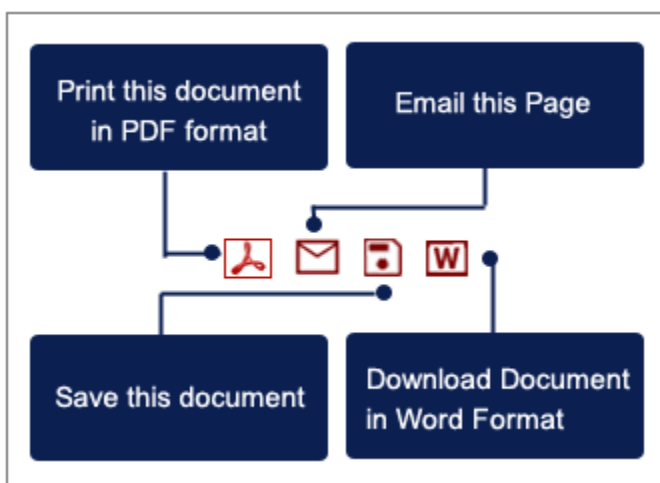 Print this document
in PDF format
Email this Page
W
Save this document
Download Document
in Word Format